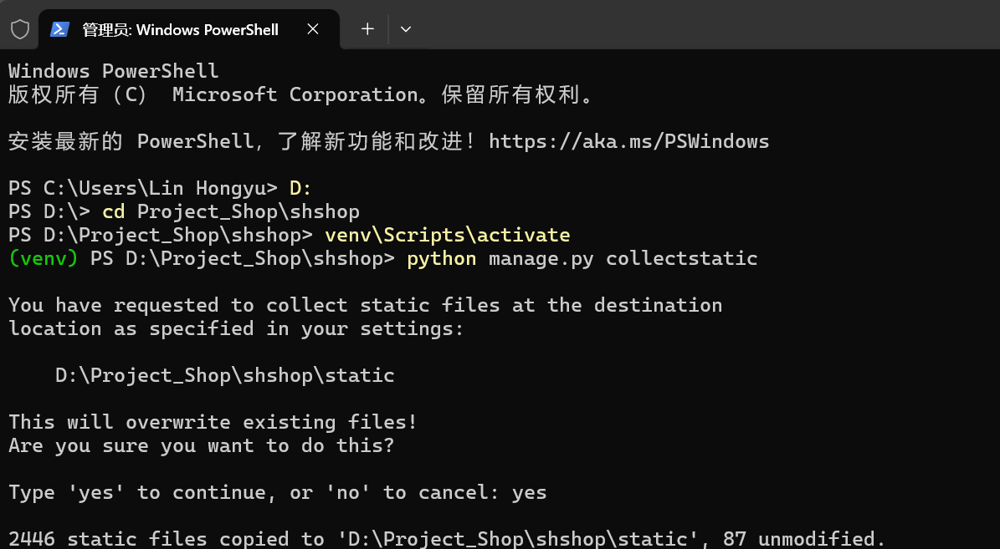 管理员: Windows PowerShell
Windows PowerShell
版权所有（C） Microsoft Corporation。保留所有权利。
安装最新的 PowerShell，了解新功能和改进！https://aka.ms/PSWindows
PS C:\Users\Lin Hongyu> D:
PS D:\> cd Project_Shop\shshop
PS D:\Project_Shop\shshop> venv\Scripts\activate
(venv) PS D:\Project_Shop\shshop> python manage.py collectstatic
You have requested to collect static files at the destination
location as specified in your settings:
D:\Project_Shop\shshop\static
This will overwrite existing files!
Are you sure you want to do this?
Type 'yes' to continue, or 'no' to cancel: yes
2446 static files copied to 'D:\Project_Shop\shshop\static', 87 unmodified.